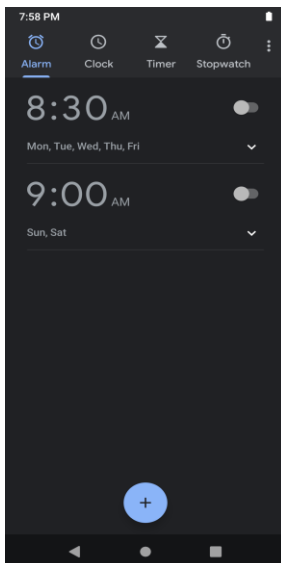 7:58 PM
Alarm Clock Timer Stopwatch
8:30 AM
Mon, Tue, Wed, Thu, Fri
9:00 AM
Sun, Sat